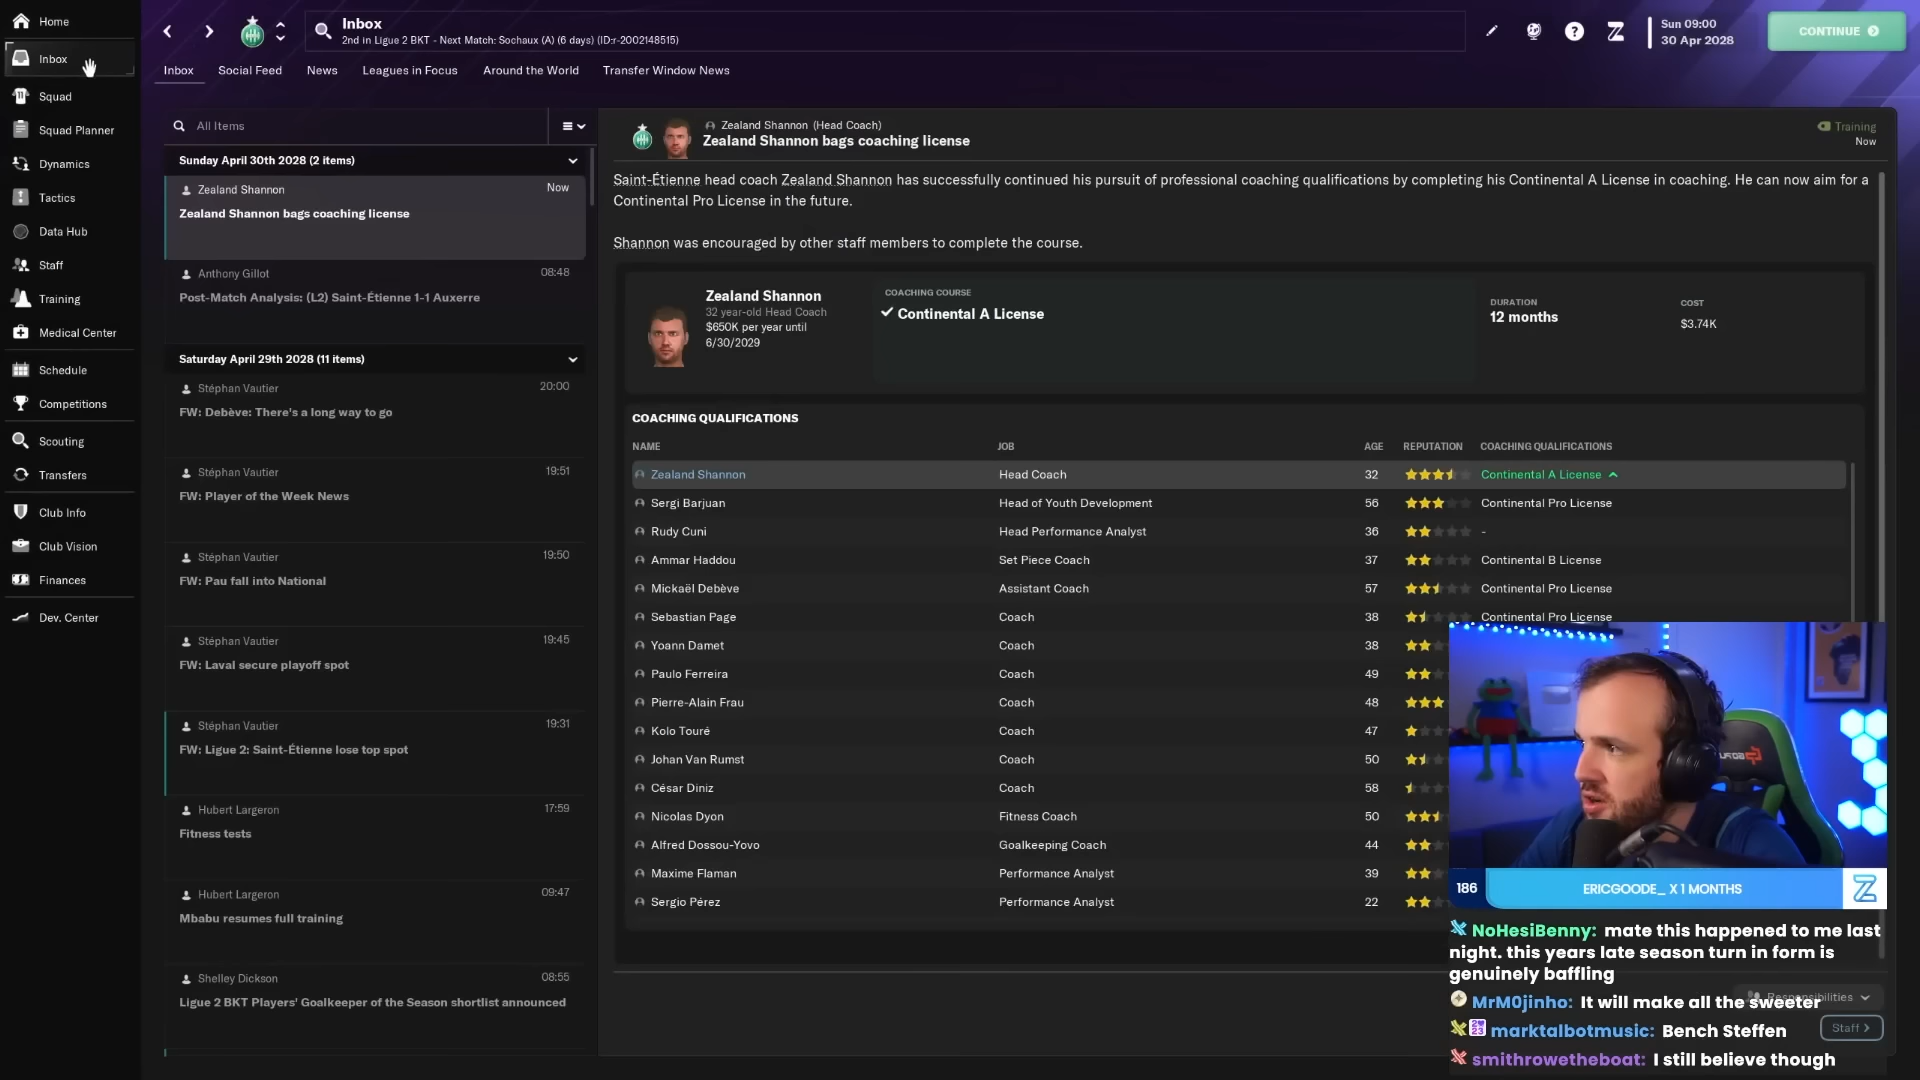 Home
Inbox
Squad
Squad Planner
Dynamics
Tactics
Data Hub
Staff
Training
Medical Center
Schedule
Competitions
Scouting
Transfers
Club Info
Club Vision
Finances
Dev. Center
Inbox
2nd in Ligue 2 BKT - Next Match: Sochaux (A) (6 days) (ID:r-2002148515)
Sun 09:00
30 Apr 2028
CONTINUE
Inbox Social Feed News Leagues in Focus Around the World Transfer Window News
All Items
Sunday April 30th 2028 (2 items)
Zealand Shannon Now
Zealand Shannon bags coaching license
Anthony Gillot 08:48
Post-Match Analysis: (L2) Saint-Étienne 1-1 Auxerre
Saturday April 29th 2028 (11 items)
Stéphan Vautier 20:00
FW: Debève: There's a long way to go
Stéphan Vautier 19:51
FW: Player of the Week News
Stéphan Vautier 19:50
FW: Pau fall into National
Stéphan Vautier 19:45
FW: Laval secure playoff spot
Stéphan Vautier 19:31
FW: Ligue 2: Saint-Étienne lose top spot
Hubert Largeron 17:59
Fitness tests
Hubert Largeron 09:47
Mbabu resumes full training
Shelley Dickson 08:55
Ligue 2 BKT Players' Goalkeeper of the Season shortlist announced
Zealand Shannon (Head Coach)
Zealand Shannon bags coaching license
Training
Now
Saint-Étienne head coach Zealand Shannon has successfully continued his pursuit of professional coaching qualifications by completing his Continental A License in coaching. He can now aim for a
Continental Pro License in the future.
Shannon was encouraged by other staff members to complete the course.
Zealand Shannon
32 year-old Head Coach
$650K per year until
6/30/2029
COACHING COURSE
Continental A License
DURATION
12 months
COST
$3.74K
COACHING QUALIFICATIONS
NAME JOB AGE REPUTATION COACHING QUALIFICATIONS
Zealand Shannon Head Coach 32 Continental A License
Sergi Barjuan Head of Youth Development 56 Continental Pro License
Rudy Cuni Head Performance Analyst 36 -
Ammar Haddou Set Piece Coach 37 Continental B License
Mickaël Debève Assistant Coach 57 Continental Pro License
Sebastian Page Coach 38 Continental Pro License
Yoann Damet Coach 38
Paulo Ferreira Coach 49
Pierre-Alain Frau Coach 48
Kolo Touré Coach 47
Johan Van Rumst Coach 50
César Diniz Coach 58
Nicolas Dyon Fitness Coach 50
Alfred Dossou-Yovo Goalkeeping Coach 44
Maxime Flaman Performance Analyst 39
Sergio Pérez Performance Analyst 22
186 ERICGOODE_ X 1 MONTHS
NoHesiBenny: mate this happened to me last
night. this years late season turn in form is
genuinely baffling
Responsibilities
MrM0jinho: It will make all the sweeter
marktalbotmusic: Bench Steffen
Staff
smithrowetheboat: I still believe though